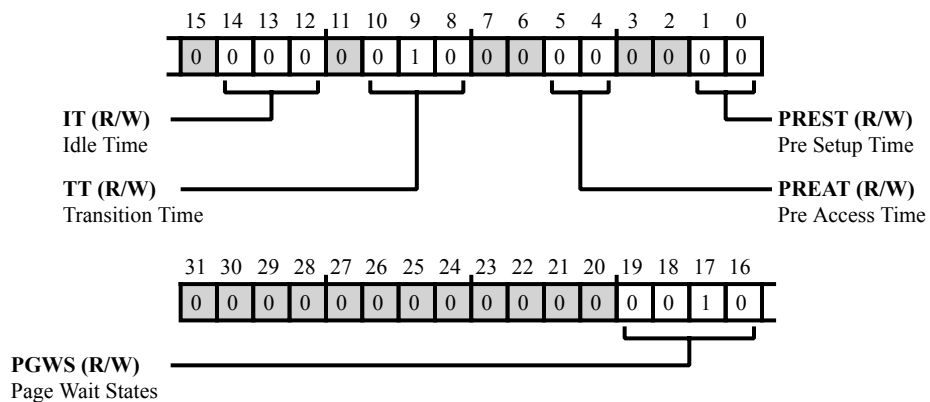 15 14 13 12 11 10 9 8 7 6 5 4 3 2 1 0
0 0 0 0 0 0 1 0 0 0 0 0 0 0 0 0
IT (R/W)
Idle Time
PREST (R/W)
Pre Setup Time
TT (R/W)
Transition Time
PREAT (R/W)
Pre Access Time
31 30 29 28 27 26 25 24 23 22 21 20 19 18 17 16
0 0 0 0 0 0 0 0 0 0 0 0 0 0 1 0
PGWS (R/W)
Page Wait States